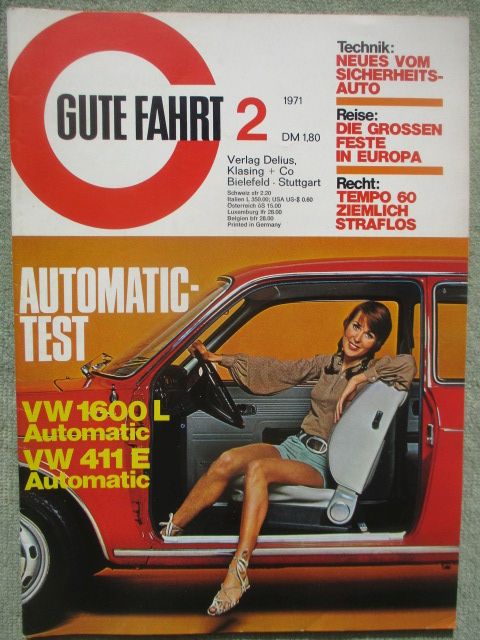 GUTE FAHRT 2
1971
DM 1,80
Verlag Delius,
Klasing + Co
Bielefeld · Stuttgart
Schweiz sfr 2.20
Italien L 350.00; USA US-$ 0.60
Österreich öS 15.00
Luxemburg lfr 28.00
Belgien bfr 28.00
Printed in Germany
Technik:
NEUES VOM
SICHERHEITS-
AUTO
Reise:
DIE GROSSEN
FESTE
IN EUROPA
Recht:
TEMPO 60
ZIEMLICH
STRAFLOS
AUTOMATIC-
TEST
VW 1600 L
Automatic
VW 411 E
Automatic